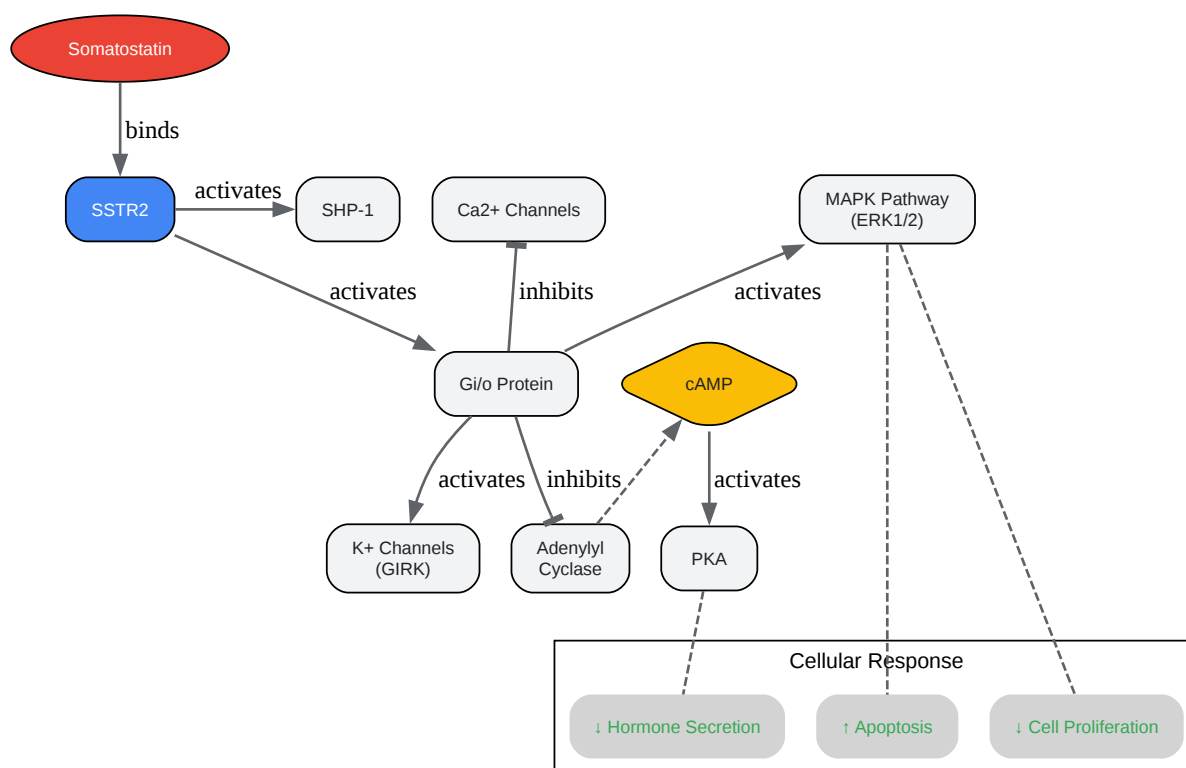 Somatostatin
binds
activates
SSTR2
SHP-1
Ca2+ Channels
MAPK Pathway
(ERK1/2)
activates
inhibits
activates
Gi/o Protein
cAMP
activates
inhibits
activates
K+ Channels
(GIRK)
Adenylyl
Cyclase
PKA
Cellular Response
↓ Hormone Secretion
↑ Apoptosis
↓ Cell Proliferation